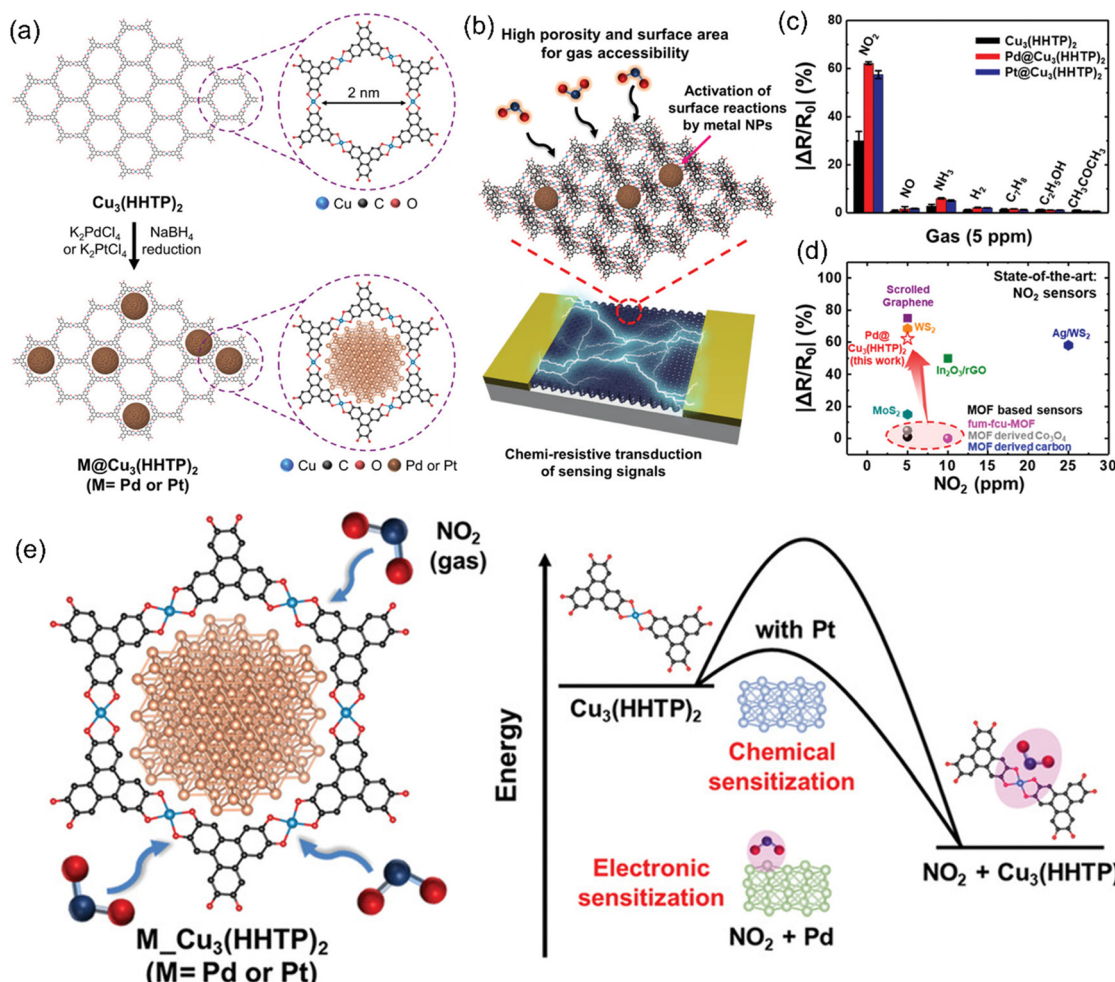 (a)
2 nm
Cu₃(HHTP)₂
Cu C O
K₂PdCl₄
or K₂PtCl₄
NaBH₄
reduction
M@Cu₃(HHTP)₂
(M= Pd or Pt)
Cu C O Pd or Pt
(b)
High porosity and surface area
for gas accessibility
Activation of
surface reactions
by metal NPs
Chemi-resistive transduction
of sensing signals
(c)
|ΔR/R₀| (%)
80
60
40
20
0
NO₂
NO
NH₃
H₂
C₇H₈
C₂H₅OH
CH₃COCH₃
Cu₃(HHTP)₂
Pd@Cu₃(HHTP)₂
Pt@Cu₃(HHTP)₂
Gas (5 ppm)
(d)
|ΔR/R₀| (%)
100
80
60
40
20
0
State-of-the-art:
NO₂ sensors
Scrolled
Graphene
WS₂
Pd@
Cu₃(HHTP)₂
(this work)
Ag/WS₂
In₂O₃/rGO
MoS₂
MOF based sensors
fum-fcu-MOF
MOF derived Co₃O₄
MOF derived carbon
0 5 10 15 20 25 30
NO₂ (ppm)
(e)
NO₂
(gas)
M_Cu₃(HHTP)₂
(M= Pd or Pt)
Energy
Cu₃(HHTP)₂
with Pt
Chemical
sensitization
Electronic
sensitization
NO₂ + Pd
NO₂ + Cu₃(HHTP)